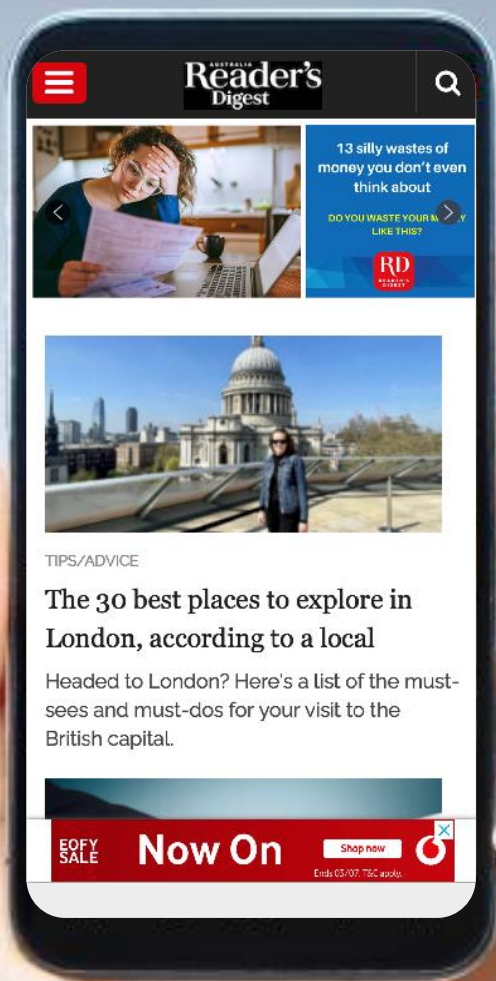 AUSTRALIA
Reader's
Digest
13 silly wastes of
money you don't even
think about
DO YOU WASTE YOUR M Y
LIKE THIS?
RD
READER'S
DIGEST
TIPS/ADVICE
The 30 best places to explore in
London, according to a local
Headed to London? Here's a list of the must-
sees and must-dos for your visit to the
British capital.
EOFY
SALE
Now On
Shop now
Ends 03/07. T&C apply.